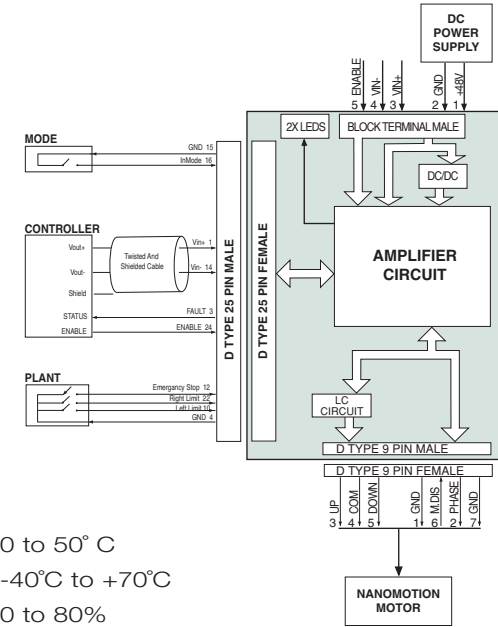 DC
POWER
SUPPLY
ENABLE
VIN-
VIN+
GND
+48V
5 4 3 2 1
2X LEDS
BLOCK TERMINAL MALE
DC/DC
MODE
GND 15
InMode 16
CONTROLLER
Vout+
Vin+ 1
Twisted And
Shielded Cable
Vout-
Vin- 14
Shield
STATUS
FAULT 3
ENABLE
ENABLE 24
D TYPE 25 PIN MALE
D TYPE 25 PIN FEMALE
AMPLIFIER
CIRCUIT
PLANT
Emergancy Stop 12
Right Limit 22
Left Limit 10
GND 4
LC
CIRCUIT
D TYPE 9 PIN MALE
D TYPE 9 PIN FEMALE
UP
COM
DOWN
GND
M.DIS
PHASE
GND
3 4 5 1 6 2 7
NANOMOTION
MOTOR
0 to 50° C
-40°C to +70°C
0 to 80%